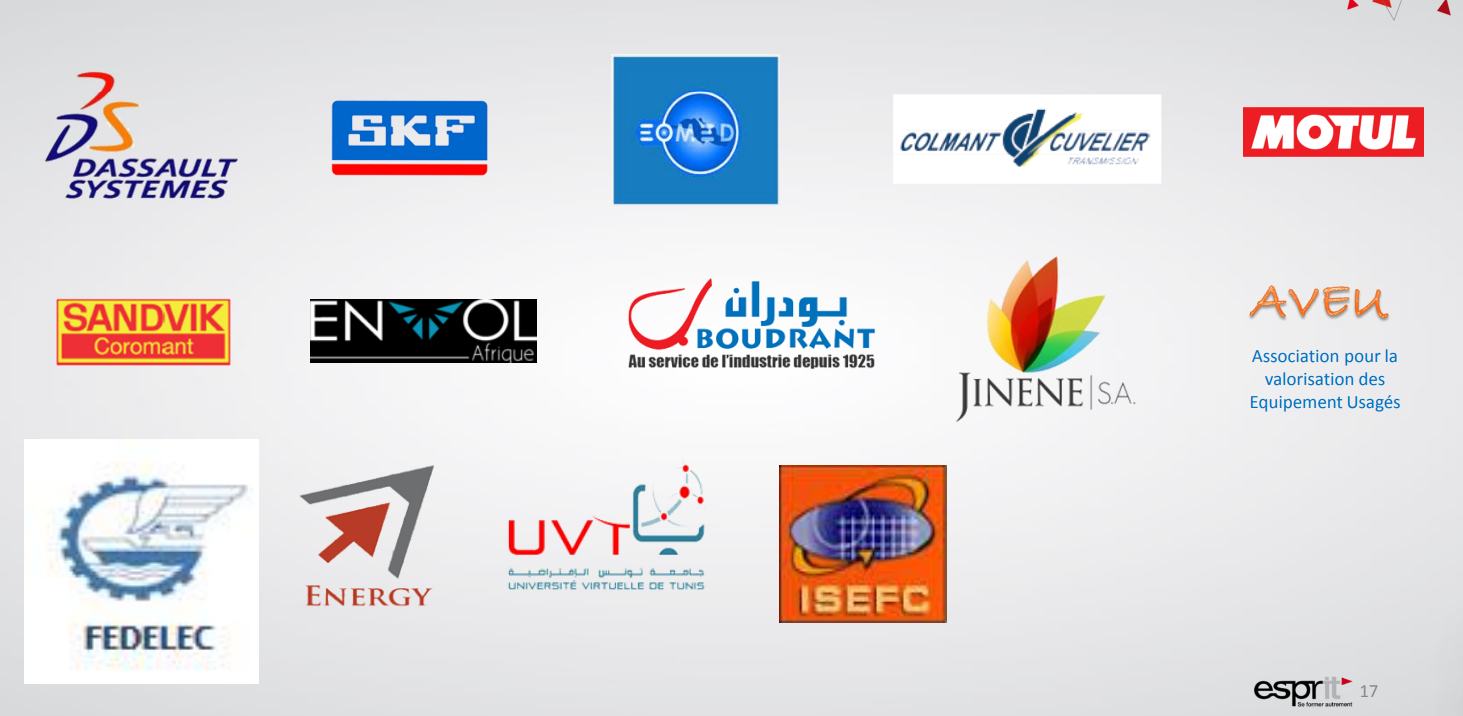 DASSAULT
SYSTEMES
SKF
EOMED
COLMANT CUVELIER
TRANSMISSION
MOTUL
SANDVIK
Coromant
ENVOL
Afrique
بودران
BOUDRANT
Au service de l'industrie depuis 1925
JINENE S.A.
AVEU
Association pour la
valorisation des
Equipement Usagés
FEDELEC
ENERGY
UVT
جامعة تونس الإفتراضية
UNIVERSITÉ VIRTUELLE DE TUNIS
ISEFC
esprit
Se former autrement
17